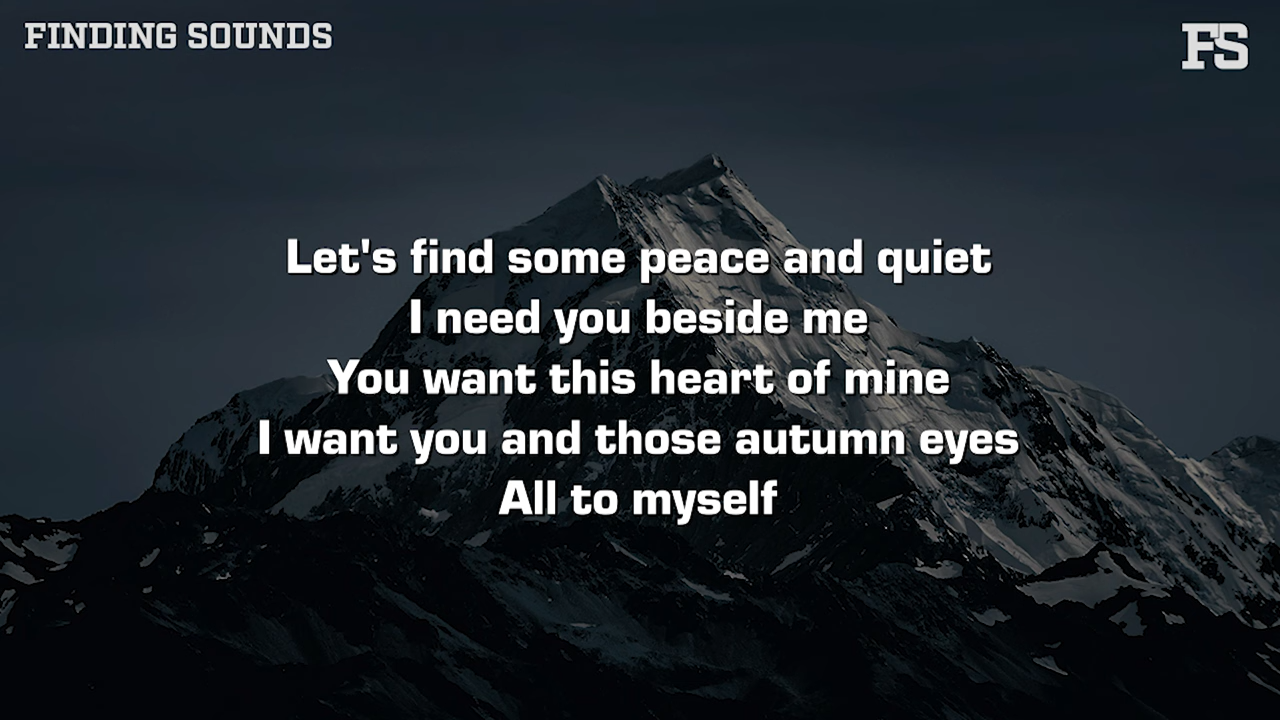 FINDING SOUNDS
FS
Let's find some peace and quiet
I need you beside me
You want this heart of mine
I want you and those autumn eyes
All to myself